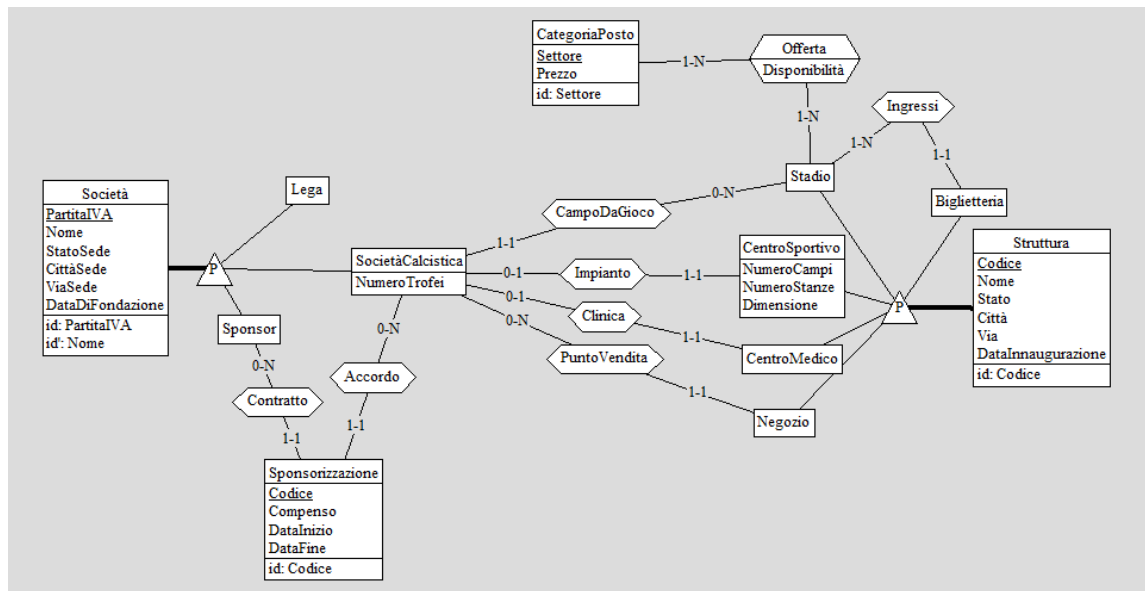 CategoriaPosto
Settore
Prezzo
id: Settore
1-N
Offerta
Disponibilità
1-N
Ingressi
1-N
1-1
Stadio
Biglietteria
Società
PartitaIVA
Nome
StatoSede
CittàSede
ViaSede
DataDiFondazione
id: PartitaIVA
id': Nome
P
Lega
Sponsor
0-N
Contratto
1-1
SocietàCalcistica
NumeroTrofei
0-N
Accordo
1-1
Sponsorizzazione
Codice
Compenso
DataInizio
DataFine
id: Codice
1-1
CampoDaGioco
0-N
0-1
Impianto
1-1
CentroSportivo
NumeroCampi
NumeroStanze
Dimensione
0-1
Clinica
1-1
CentroMedico
0-N
PuntoVendita
1-1
Negozio
P
Struttura
Codice
Nome
Stato
Città
Via
DataInnaugurazione
id: Codice